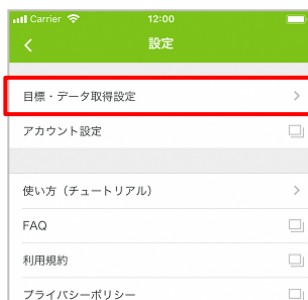 Carrier 12:00
設定
目標・データ取得設定
アカウント設定
使い方（チュートリアル）
FAQ
利用規約
プライバシーポリシー